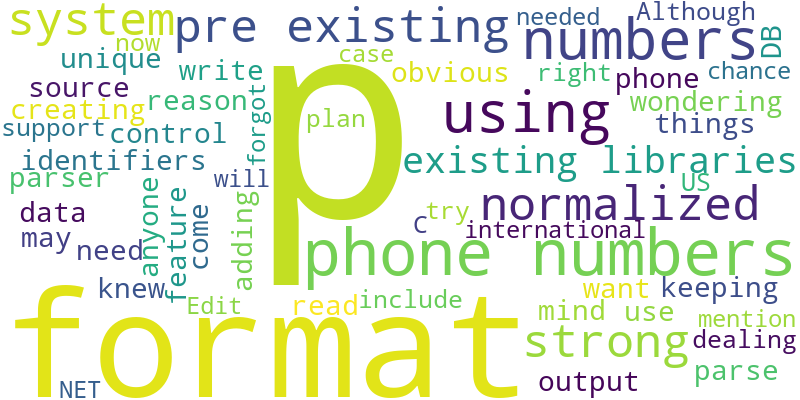 system
pre existing
needed
Although
now
numbers
DB
unique
case
source
write
obvious
right
phone
chance
creating
reason
forgot
p
using
wondering
support
control
plan
things
identifiers
existing libraries
parser
will
US
data
anyone
feature
come
adding
try
normalized
may
need
C
international
phone numbers
knew
Edit
read
include
want
keeping
format
mind use
mention
strong
dealing
NET
output
parse